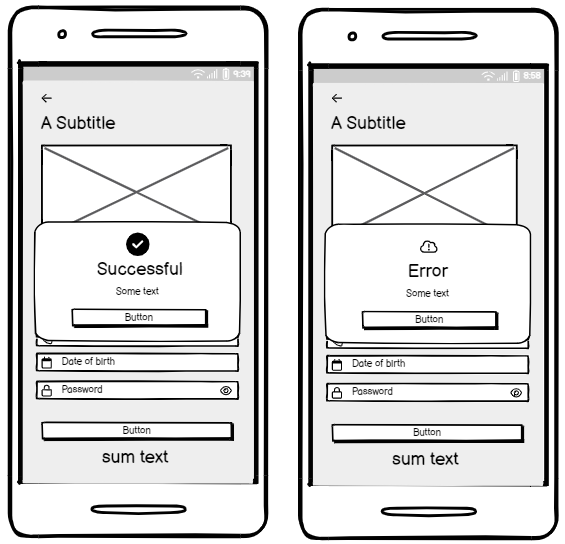 9:39
A Subtitle
Successful
Some text
Button
Date of birth
Password
Button
sum text
8:58
A Subtitle
Error
Some text
Button
Date of birth
Password
Button
sum text